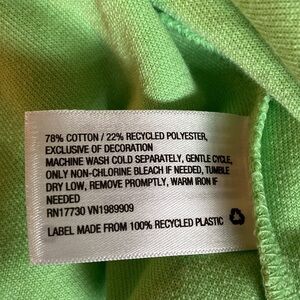 78% COTTON / 22% RECYCLED POLYESTER,
EXCLUSIVE OF DECORATION
MACHINE WASH COLD SEPARATELY, GENTLE CYCLE,
ONLY NON-CHLORINE BLEACH IF NEEDED, TUMBLE
DRY LOW, REMOVE PROMPTLY, WARM IRON IF
NEEDED
RN17730 VN1989909
LABEL MADE FROM 100% RECYCLED PLASTIC